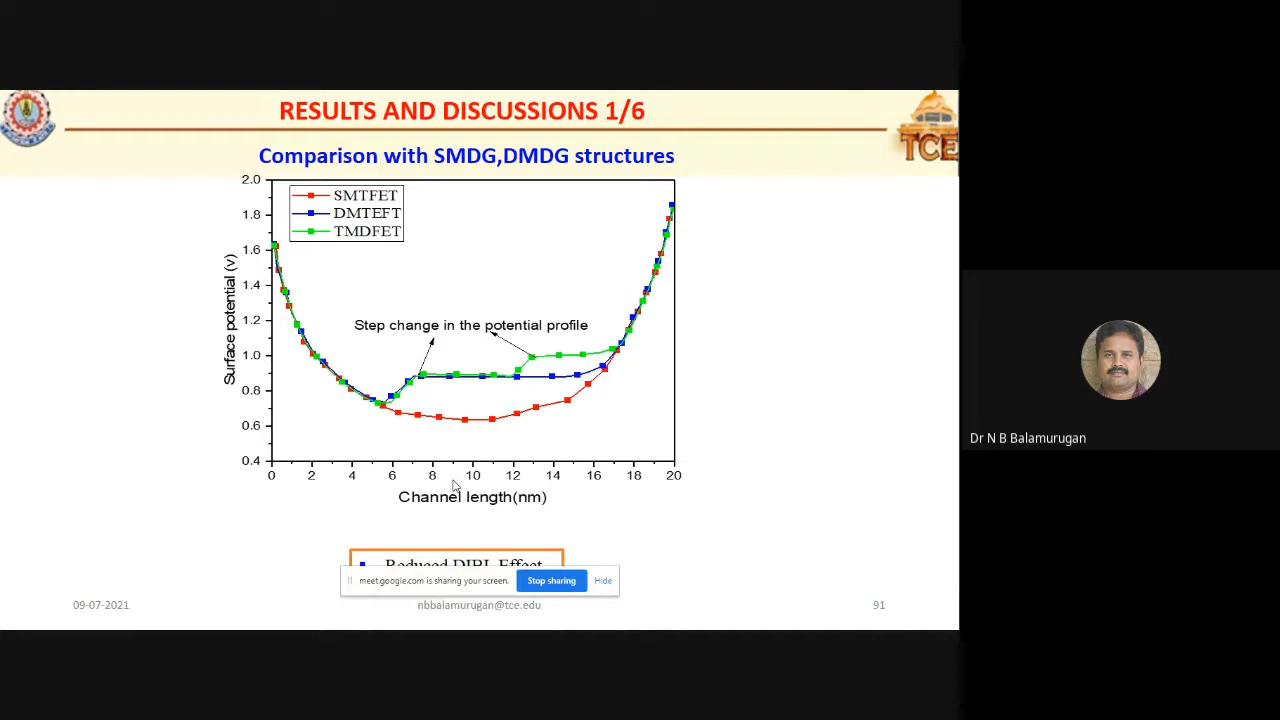 RESULTS AND DISCUSSIONS 1/6
TCE
Comparison with SMDG,DMDG structures
2.0
1.8
1.6
1.4
1.2
1.0
0.8
0.6
0.4
Surface potential (v)
SMTFET
DMTEFT
TMDFET
Step change in the potential profile
0 2 4 6 8 10 12 14 16 18 20
Channel length(nm)
Reduced DIBL Effect
meet.google.com is sharing your screen.
Stop sharing
Hide
09-07-2021
nbbalamurugan@tce.edu
91
Dr N B Balamurugan